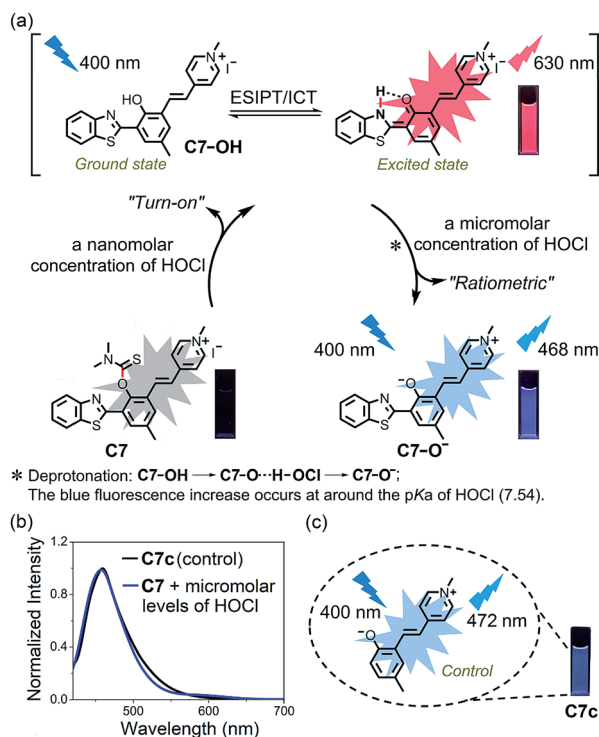 (a)
400 nm
N
S
HO
N+
I−
Ground state
C7–OH
ESIPT/ICT
H
N
S
O
N+
I−
630 nm
Excited state
"Turn-on"
a nanomolar
concentration of HOCl
a micromolar
* concentration of HOCl
"Ratiometric"
N
S
O
N
S
N+
I−
C7
400 nm
468 nm
−O
N
S
N+
C7–O−
* Deprotonation: C7–OH → C7–O···H–OCl → C7–O−;
The blue fluorescence increase occurs at around the pKa of HOCl (7.54).
(b)
Normalized Intensity
1.2
0.8
0.4
0.0
C7c (control)
C7 + micromolar
levels of HOCl
500 600 700
Wavelength (nm)
(c)
400 nm
472 nm
−O
N+
Control
C7c